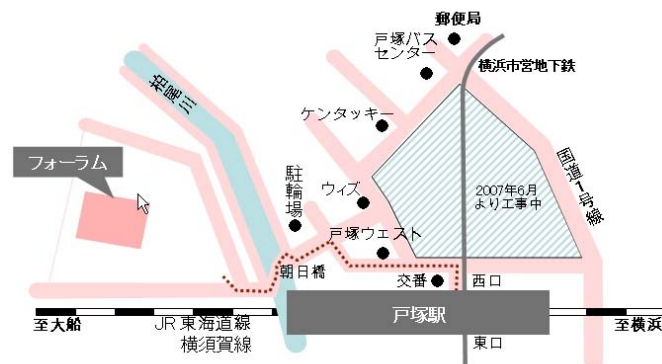 郵便局
戸塚バス
センター
横浜市営地下鉄
柏尾川
ケンタッキー
フォーラム
駐輪場
ウィズ
2007年6月
より工事中
国道1号線
戸塚ウエスト
朝日橋
交番
西口
戸塚駅
至大船
JR東海道線
横須賀線
東口
至横浜